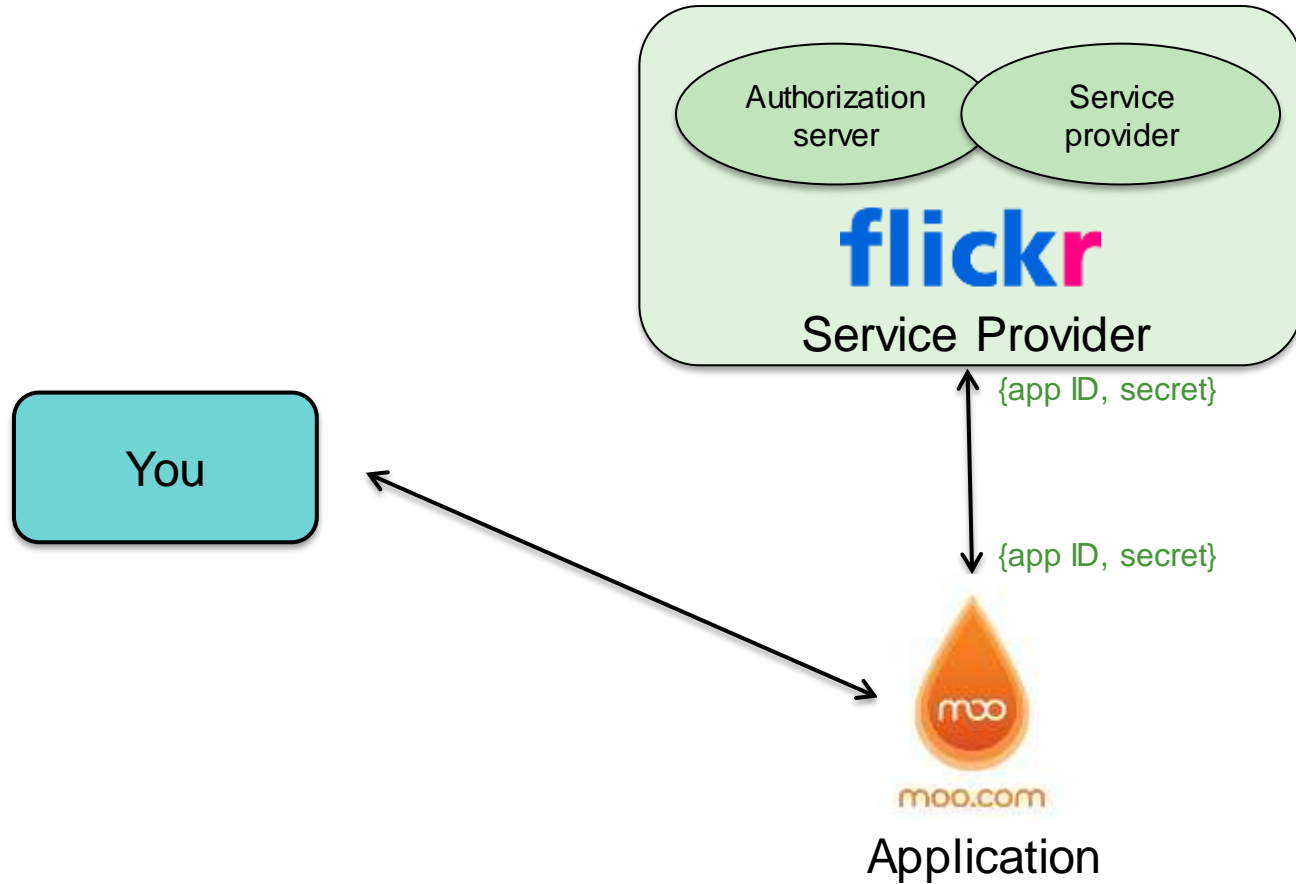 Authorization
server
Service
provider
flickr
Service Provider
{app ID, secret}
You
{app ID, secret}
moo
moo.com
Application